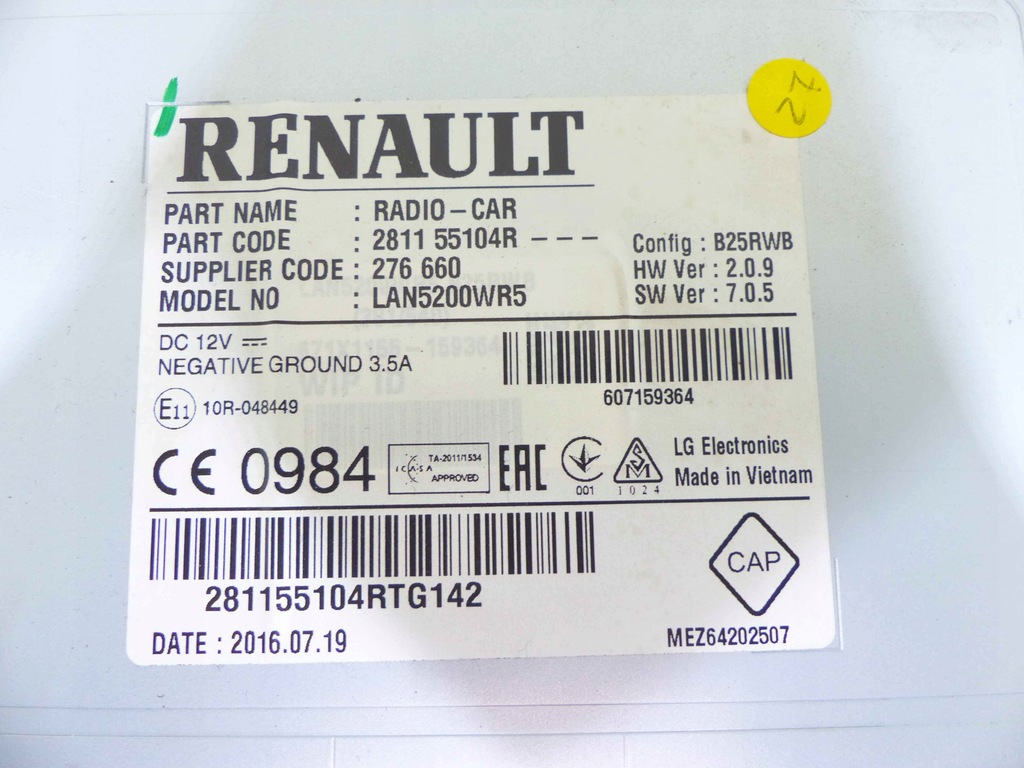 RENAULT
22
PART NAME : RADIO-CAR
PART CODE : 2811 55104R - - -
SUPPLIER CODE : 276 660
MODEL NO : LAN5200WR5
Config : B25RWB
HW Ver : 2.0.9
SW Ver : 7.0.5
DC 12V
NEGATIVE GROUND 3.5A
E11 10R-048449
607159364
CE 0984
ICASA
TA-2011/1534
APPROVED
EAC
001
SM
1024
LG Electronics
Made in Vietnam
281155104RTG142
CAP
DATE : 2016.07.19
MEZ64202507